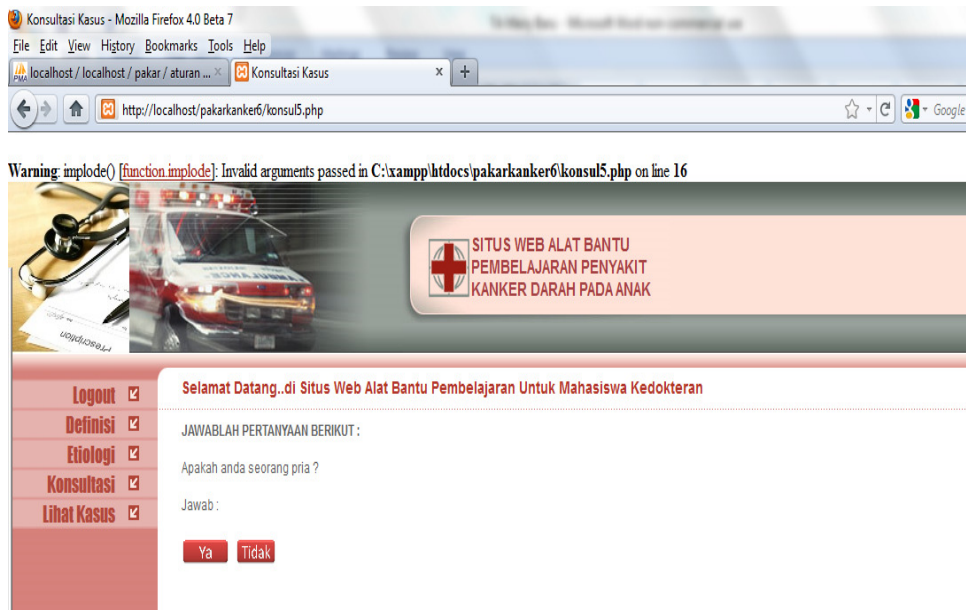 Konsultasi Kasus - Mozilla Firefox 4.0 Beta 7
File Edit View History Bookmarks Tools Help
localhost / localhost / pakar / aturan ... Konsultasi Kasus
http://localhost/pakarkanker6/konsul5.php Google
Warning: implode() [function.implode]: Invalid arguments passed in C:\xampp\htdocs\pakarkanker6\konsul5.php on line 16
SITUS WEB ALAT BANTU
PEMBELAJARAN PENYAKIT
KANKER DARAH PADA ANAK
AMBULANCE
Prescription
Logout
Definisi
Etiologi
Konsultasi
Lihat Kasus
Selamat Datang..di Situs Web Alat Bantu Pembelajaran Untuk Mahasiswa Kedokteran
JAWABLAH PERTANYAAN BERIKUT :
Apakah anda seorang pria ?
Jawab :
Ya Tidak